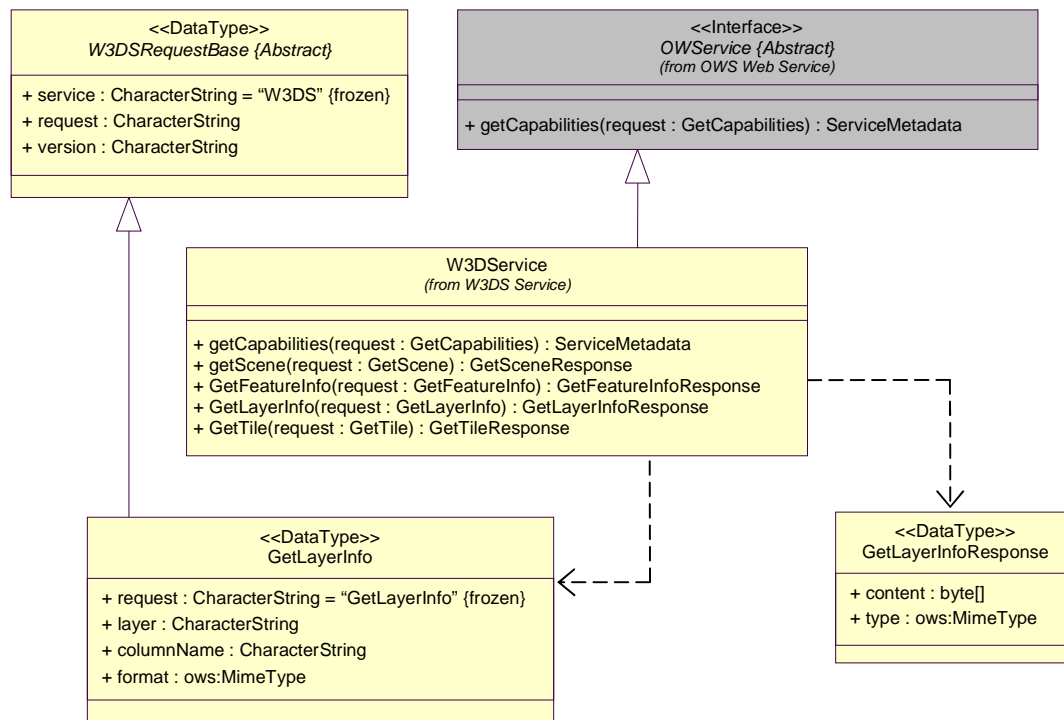 <<DataType>>
W3DSRequestBase {Abstract}
+ service : CharacterString = “W3DS” {frozen}
+ request : CharacterString
+ version : CharacterString
<<Interface>>
OWService {Abstract}
(from OWS Web Service)
+ getCapabilities(request : GetCapabilities) : ServiceMetadata
W3DService
(from W3DS Service)
+ getCapabilities(request : GetCapabilities) : ServiceMetadata
+ getScene(request : GetScene) : GetSceneResponse
+ GetFeatureInfo(request : GetFeatureInfo) : GetFeatureInfoResponse
+ GetLayerInfo(request : GetLayerInfo) : GetLayerInfoResponse
+ GetTile(request : GetTile) : GetTileResponse
<<DataType>>
GetLayerInfo
+ request : CharacterString = “GetLayerInfo” {frozen}
+ layer : CharacterString
+ columnName : CharacterString
+ format : ows:MimeType
<<DataType>>
GetLayerInfoResponse
+ content : byte[]
+ type : ows:MimeType